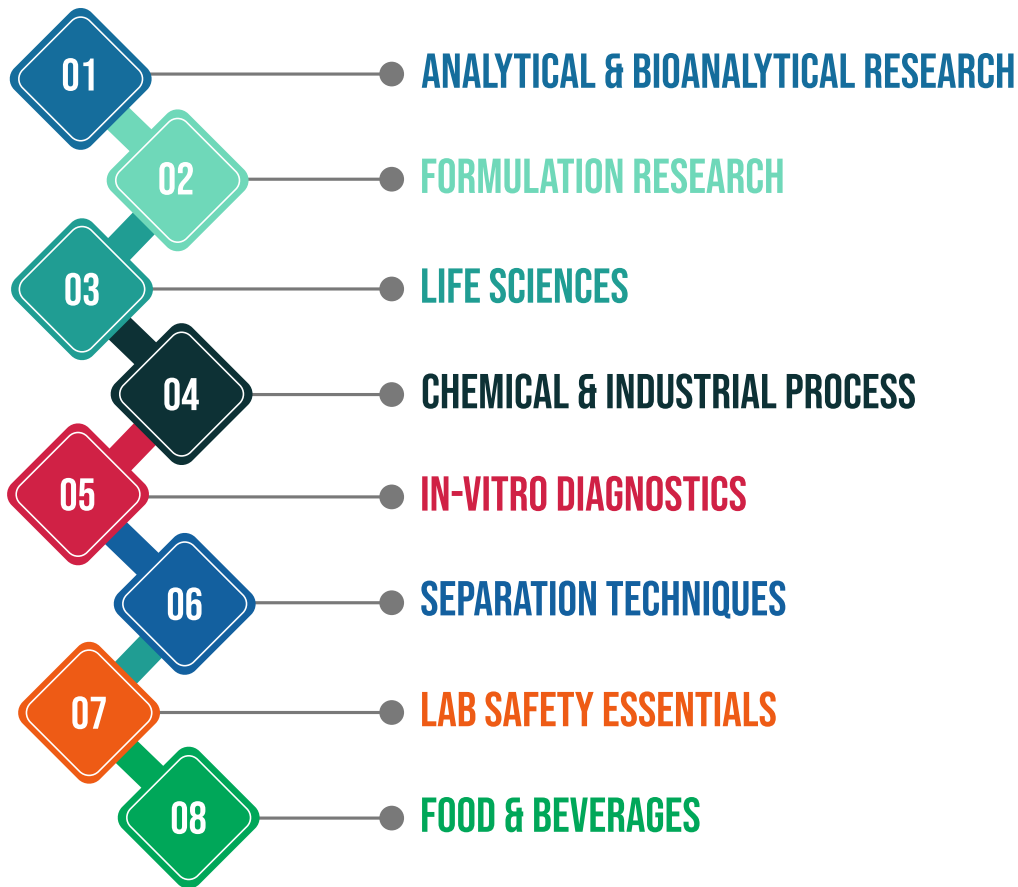 01 ANALYTICAL & BIOANALYTICAL RESEARCH
02 FORMULATION RESEARCH
03 LIFE SCIENCES
04 CHEMICAL & INDUSTRIAL PROCESS
05 IN-VITRO DIAGNOSTICS
06 SEPARATION TECHNIQUES
07 LAB SAFETY ESSENTIALS
08 FOOD & BEVERAGES